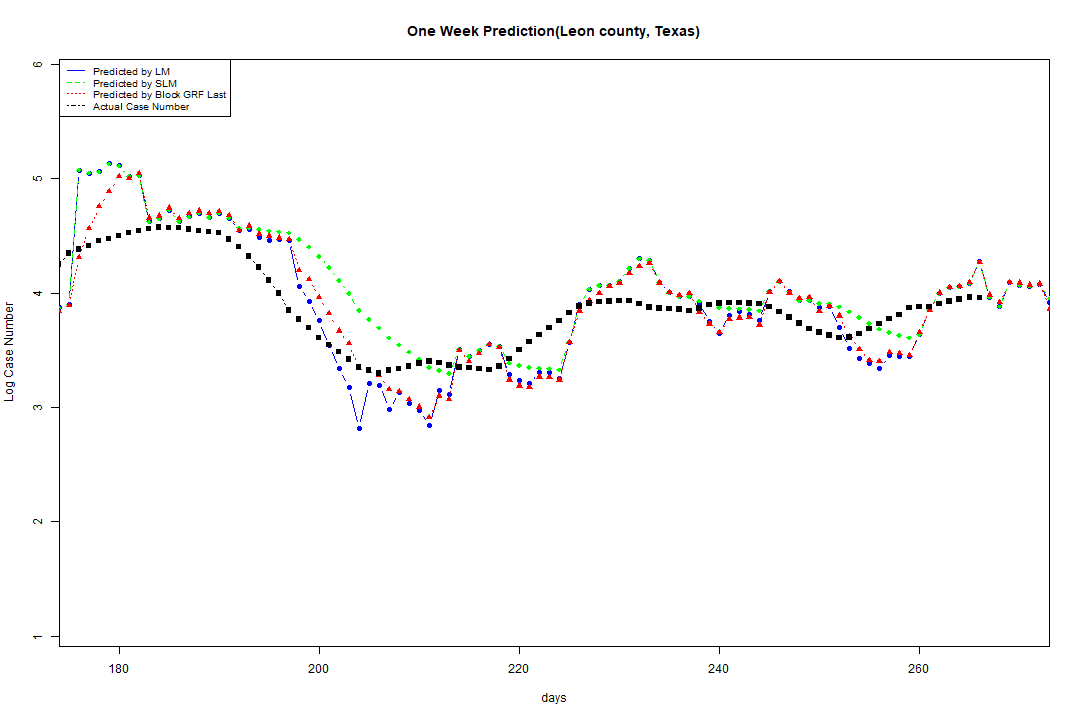 One Week Prediction(Leon county, Texas)
Predicted by LM
Predicted by SLM
Predicted by Block GRF Last
Actual Case Number
6
5
4
3
2
1
Log Case Number
180 200 220 240 260
days